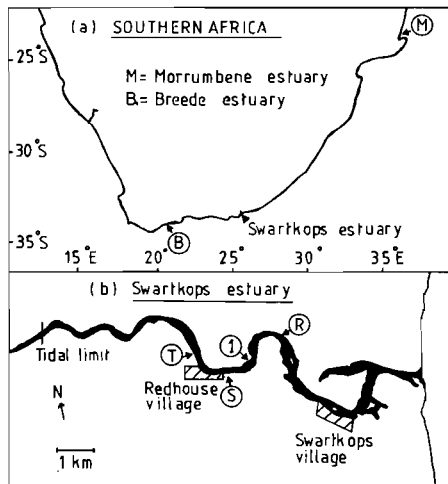 (a) SOUTHERN AFRICA
-25°S
M
M= Morrumbene estuary
B= Breede estuary
-30°S
Swartkops estuary
B
-35°S
15°E 20°E 25°E 30°E 35°E
(b) Swartkops estuary
R
1
T
Tidal limit
S
Redhouse
village
N
Swartkops
village
1 km